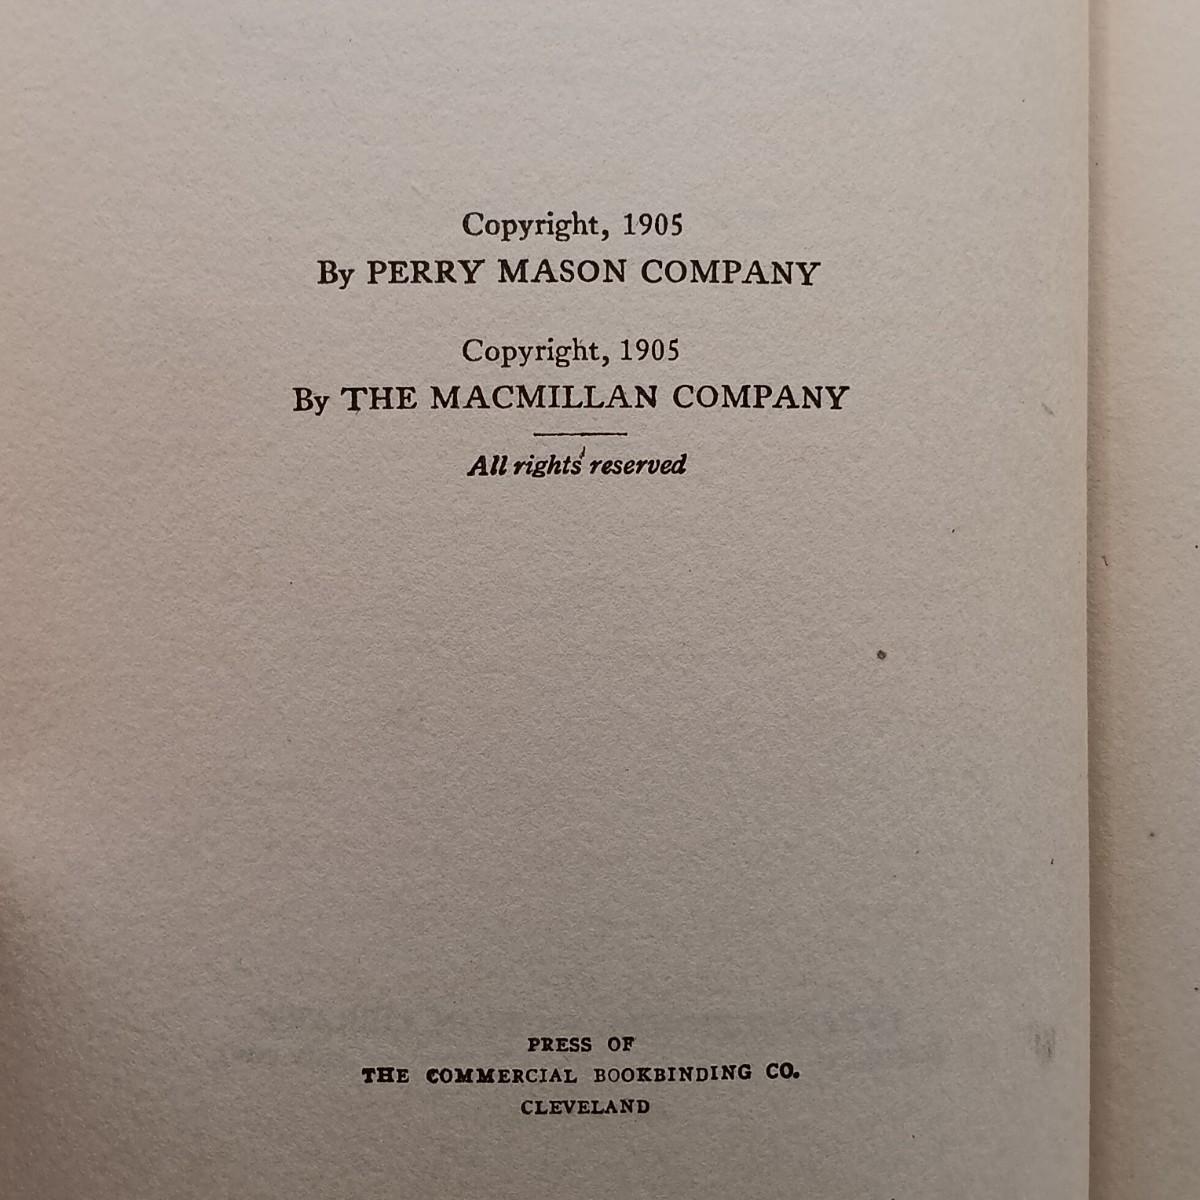 Copyright, 1905
By PERRY MASON COMPANY
Copyright, 1905
By THE MACMILLAN COMPANY
All rights reserved
PRESS OF
THE COMMERCIAL BOOKBINDING CO.
CLEVELAND